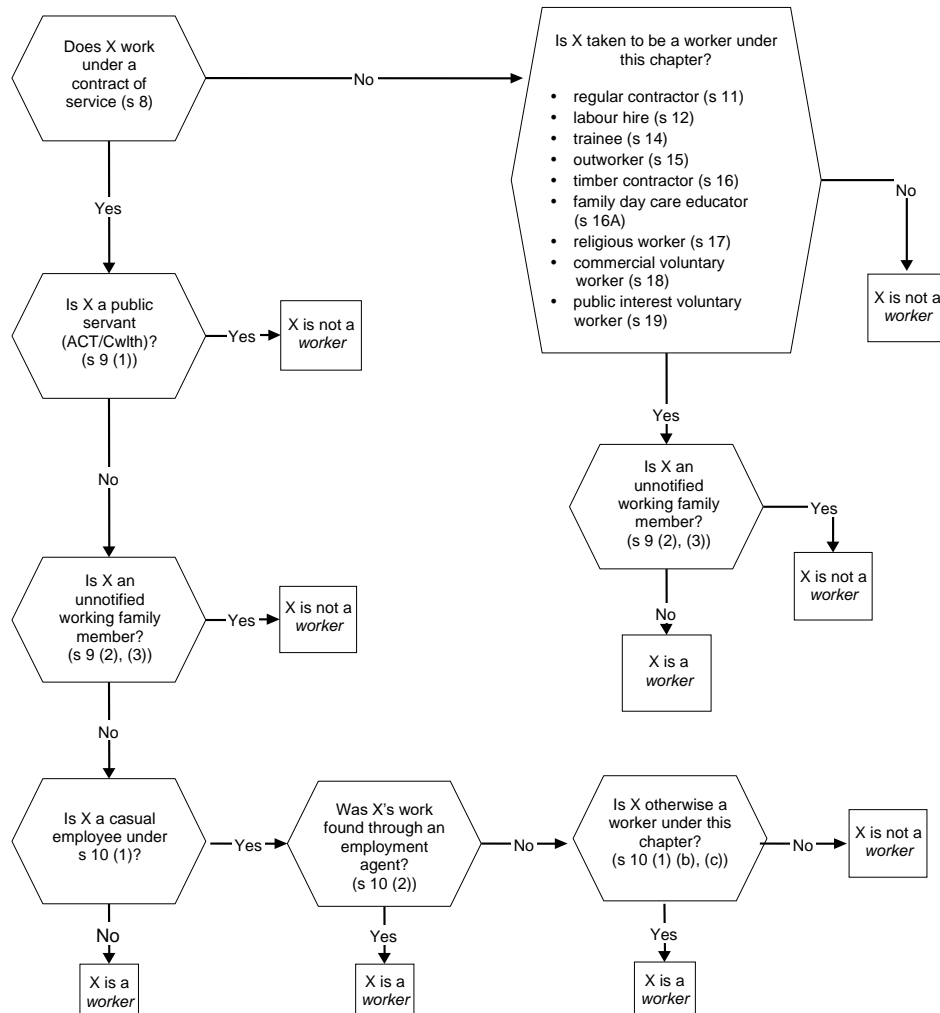 Does X work
under a
contract of
service (s 8)
No
Is X taken to be a worker under
this chapter?
• regular contractor (s 11)
• labour hire (s 12)
• trainee (s 14)
• outworker (s 15)
• timber contractor (s 16)
• family day care educator
(s 16A)
• religious worker (s 17)
• commercial voluntary
worker (s 18)
• public interest voluntary
worker (s 19)
No
X is not a
worker
Yes
Is X a public
servant
(ACT/Cwlth)?
(s 9 (1))
Yes
X is not a
worker
Yes
Is X an
unnotified
working family
member?
(s 9 (2), (3))
Yes
X is not a
worker
No
X is a
worker
No
Is X an
unnotified
working family
member?
(s 9 (2), (3))
Yes
X is not a
worker
No
Is X a casual
employee under
s 10 (1)?
Yes
Was X's work
found through an
employment
agent?
(s 10 (2))
No
Is X otherwise a
worker under this
chapter?
(s 10 (1) (b), (c))
No
X is not a
worker
No
X is a
worker
Yes
X is a
worker
Yes
X is a
worker